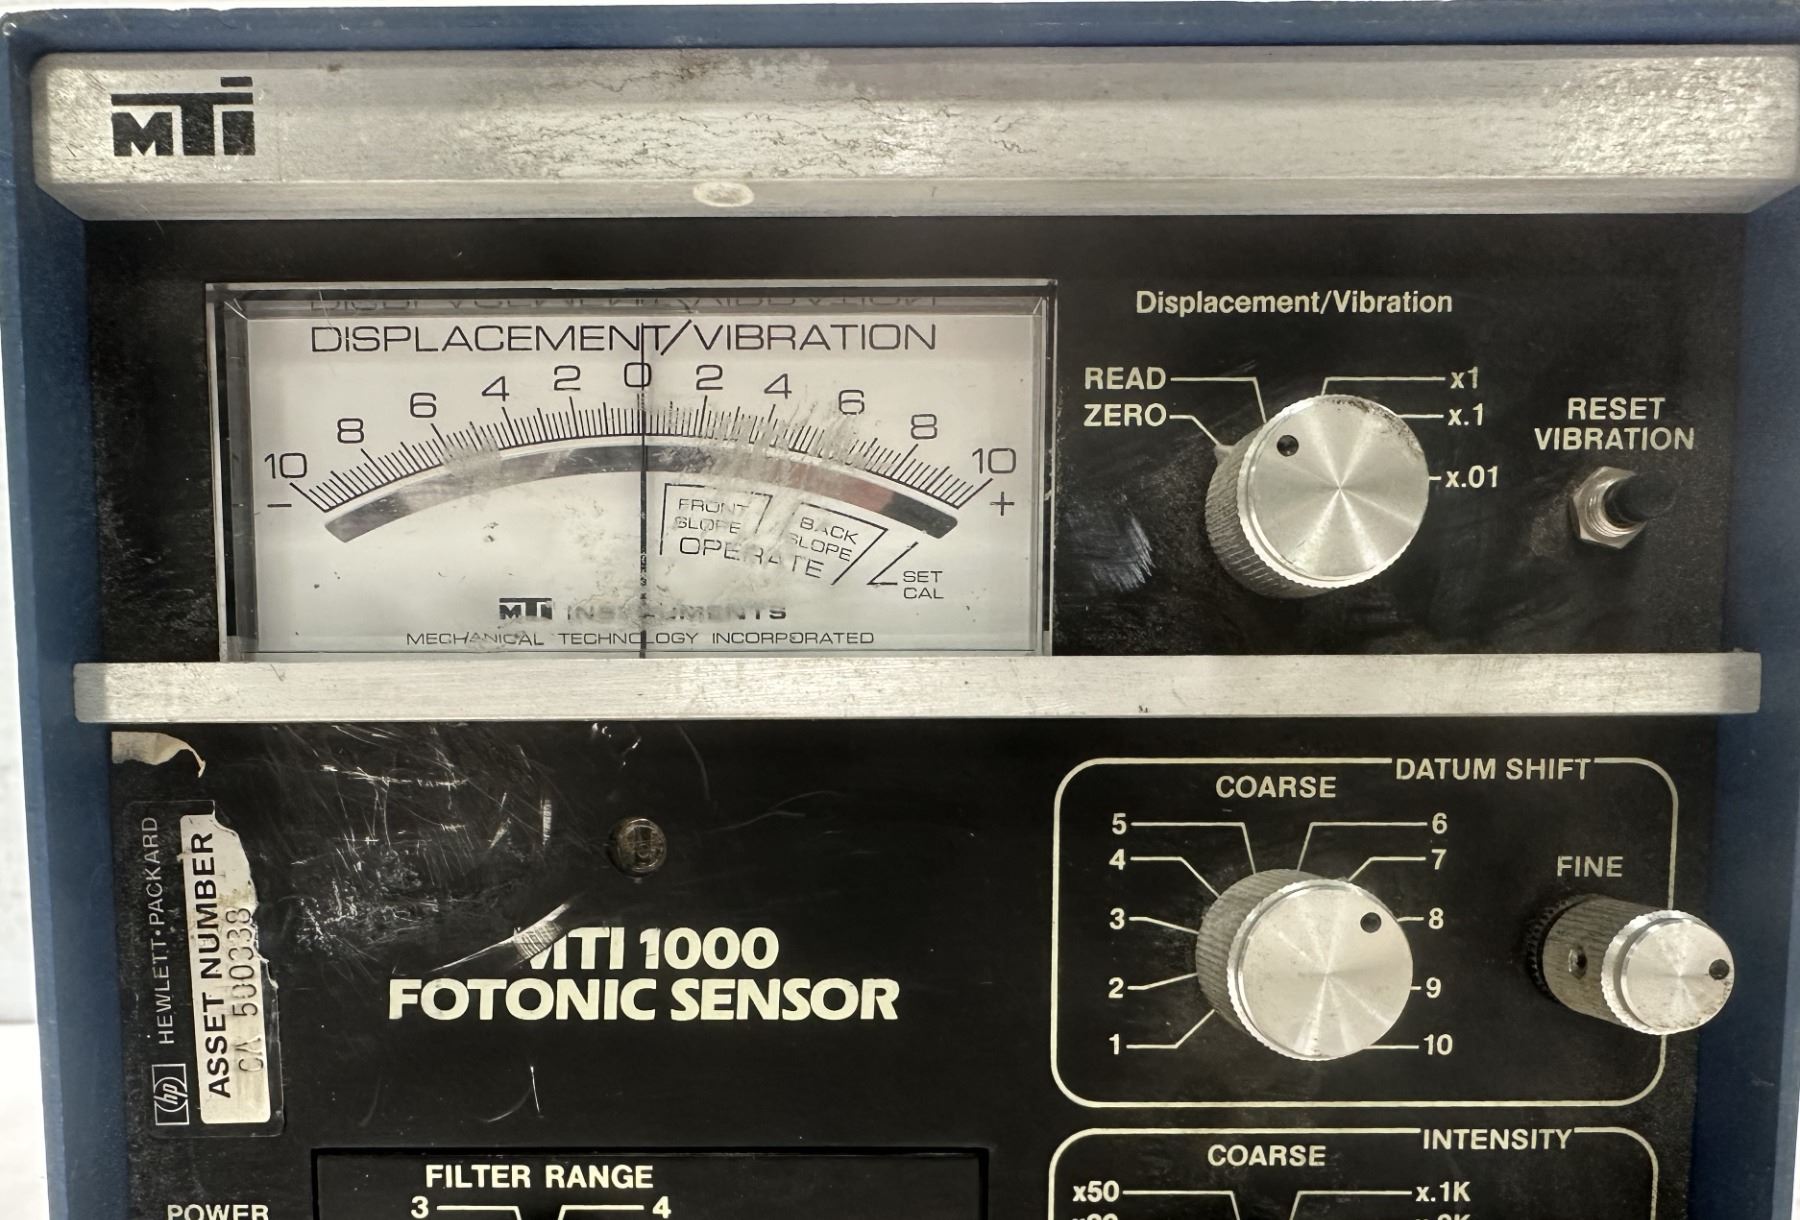 MTI
DISPLACEMENT/VIBRATION
10 8 6 4 2 0 2 4 6 8 10
− +
FRONT
SLOPE
BACK
SLOPE
OPERATE
SET
CAL
MTI INSTRUMENTS
MECHANICAL TECHNOLOGY INCORPORATED
Displacement/Vibration
READ
ZERO
x1
x.1
x.01
RESET
VIBRATION
HEWLETT·PACKARD
hp
ASSET NUMBER
CA 500338
MTI 1000
FOTONIC SENSOR
DATUM SHIFT
COARSE
5 6
4 7
3 8
2 9
1 10
FINE
FILTER RANGE
3 4
POWER
INTENSITY
COARSE
x50 x.1K